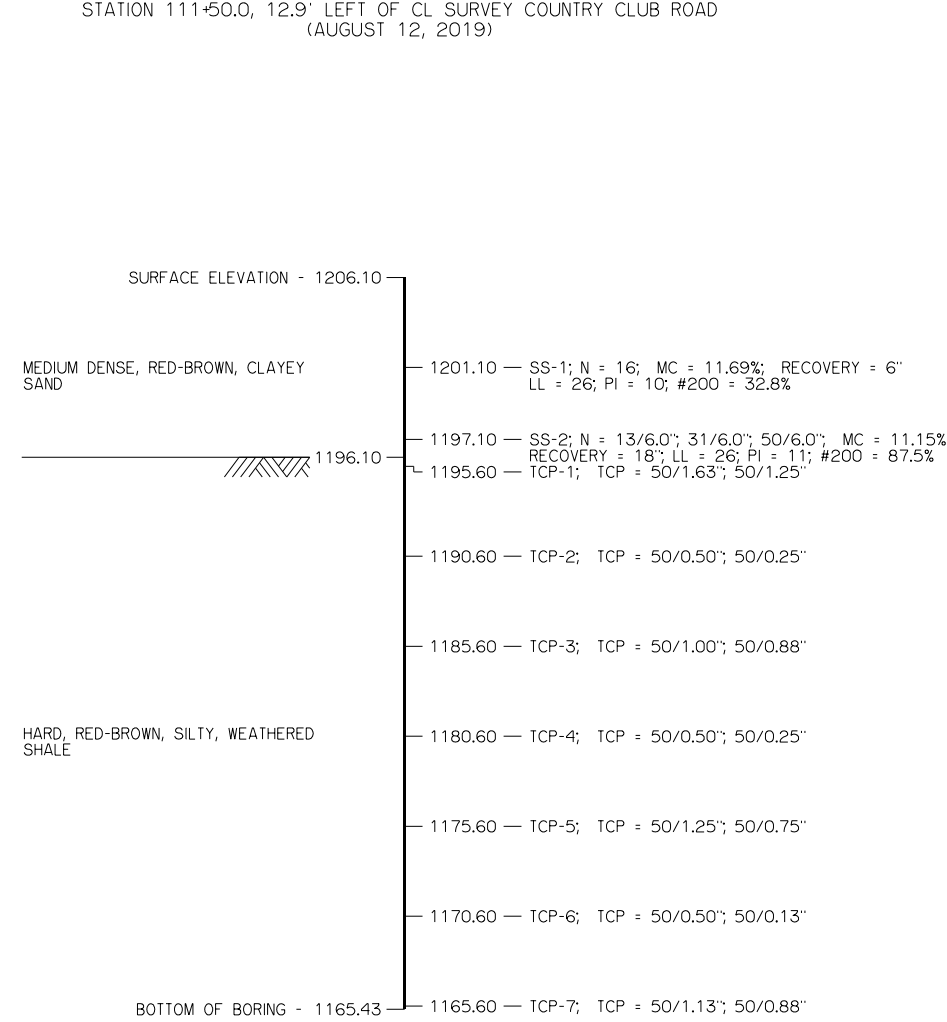 STATION 111+50.0, 12.9' LEFT OF CL SURVEY COUNTRY CLUB ROAD
(AUGUST 12, 2019)
SURFACE ELEVATION - 1206.10
MEDIUM DENSE, RED-BROWN, CLAYEY
SAND
1201.10 SS-1; N = 16; MC = 11.69%; RECOVERY = 6"
LL = 26; PI = 10; #200 = 32.8%
1197.10 SS-2; N = 13/6.0"; 31/6.0"; 50/6.0"; MC = 11.15%
RECOVERY = 18"; LL = 26; PI = 11; #200 = 87.5%
1196.10
1195.60 TCP-1; TCP = 50/1.63"; 50/1.25"
1190.60 TCP-2; TCP = 50/0.50"; 50/0.25"
1185.60 TCP-3; TCP = 50/1.00"; 50/0.88"
HARD, RED-BROWN, SILTY, WEATHERED
SHALE
1180.60 TCP-4; TCP = 50/0.50"; 50/0.25"
1175.60 TCP-5; TCP = 50/1.25"; 50/0.75"
1170.60 TCP-6; TCP = 50/0.50"; 50/0.13"
BOTTOM OF BORING - 1165.43
1165.60 TCP-7; TCP = 50/1.13"; 50/0.88"